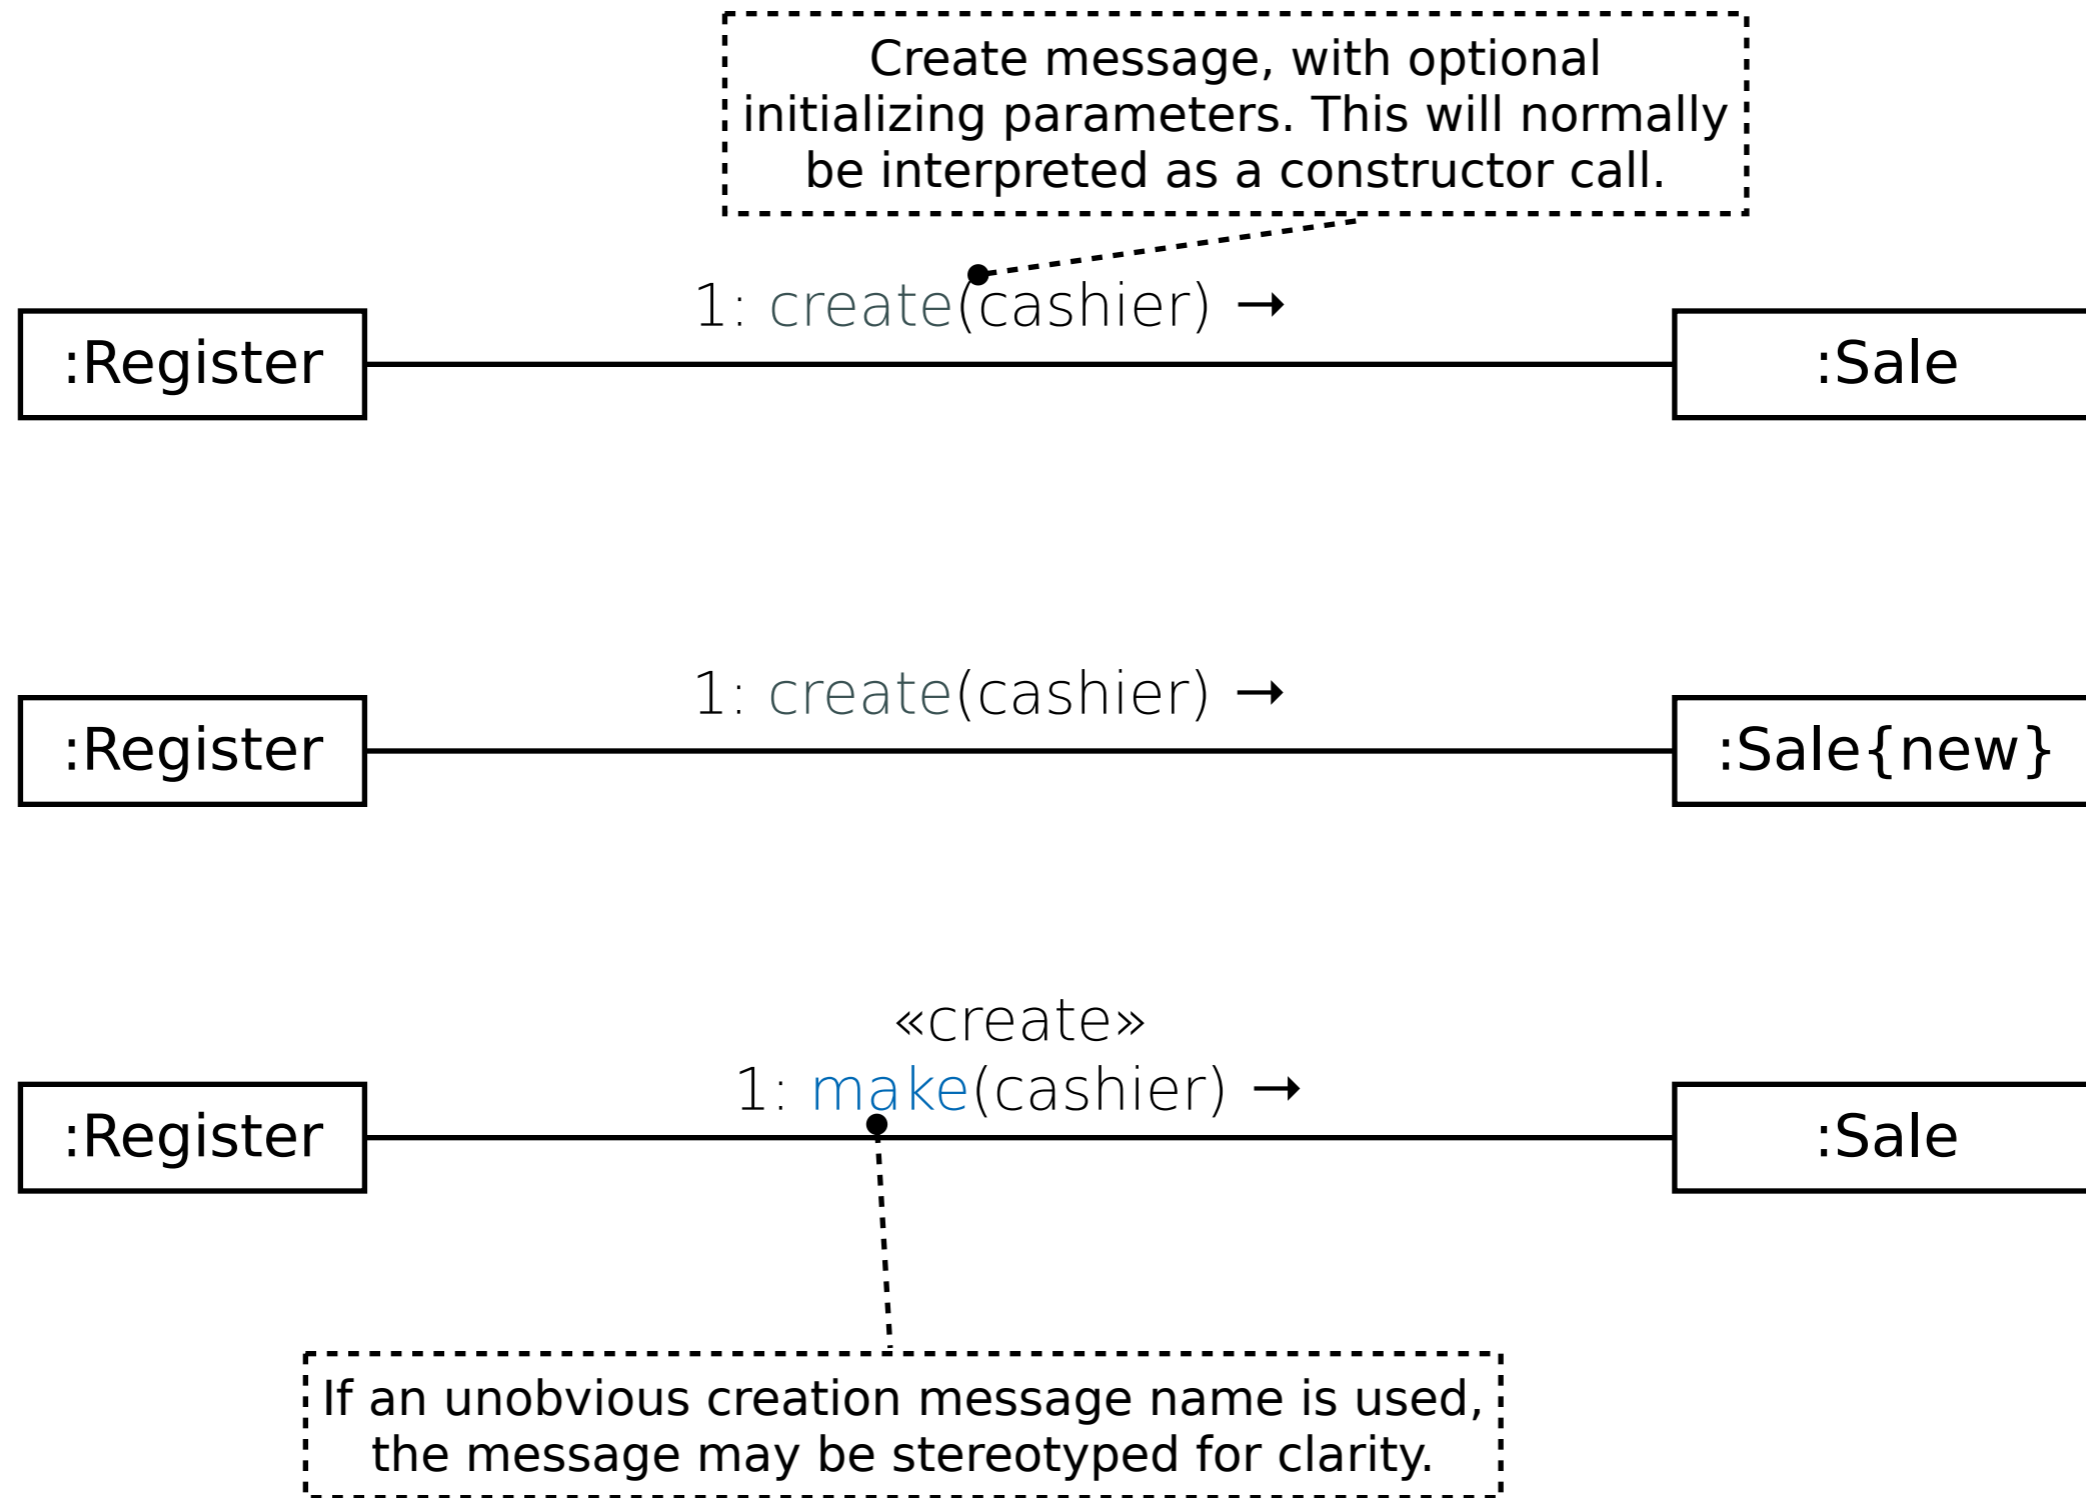 Create message, with optional
initializing parameters. This will normally
be interpreted as a constructor call.
1: create(cashier) →
:Register
:Sale
1: create(cashier) →
:Register
:Sale{new}
«create»
1: make(cashier) →
:Register
:Sale
If an unobvious creation message name is used,
the message may be stereotyped for clarity.